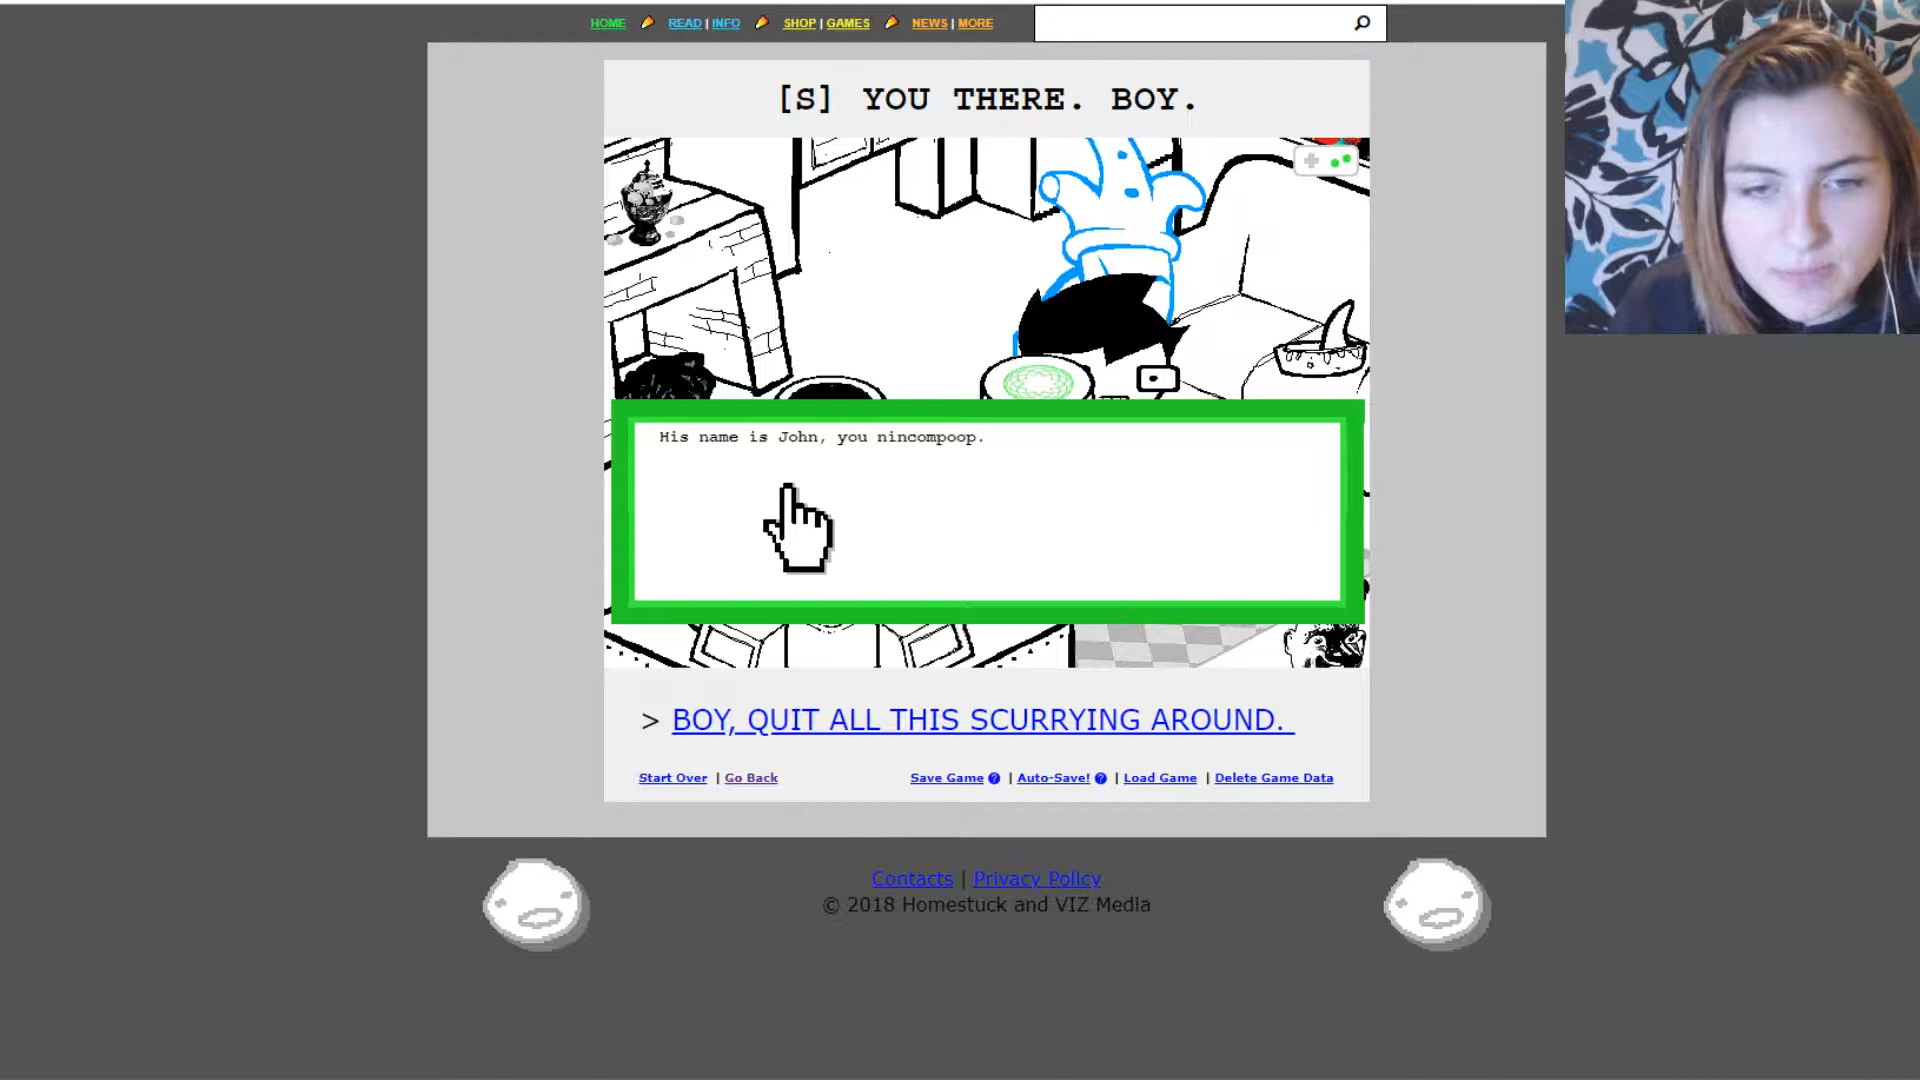 HOME READ | INFO SHOP | GAMES NEWS | MORE
[S] YOU THERE. BOY.
His name is John, you nincompoop.
> BOY, QUIT ALL THIS SCURRYING AROUND.
Start Over | Go Back Save Game ? | Auto-Save! ? | Load Game | Delete Game Data
Contacts | Privacy Policy
© 2018 Homestuck and VIZ Media